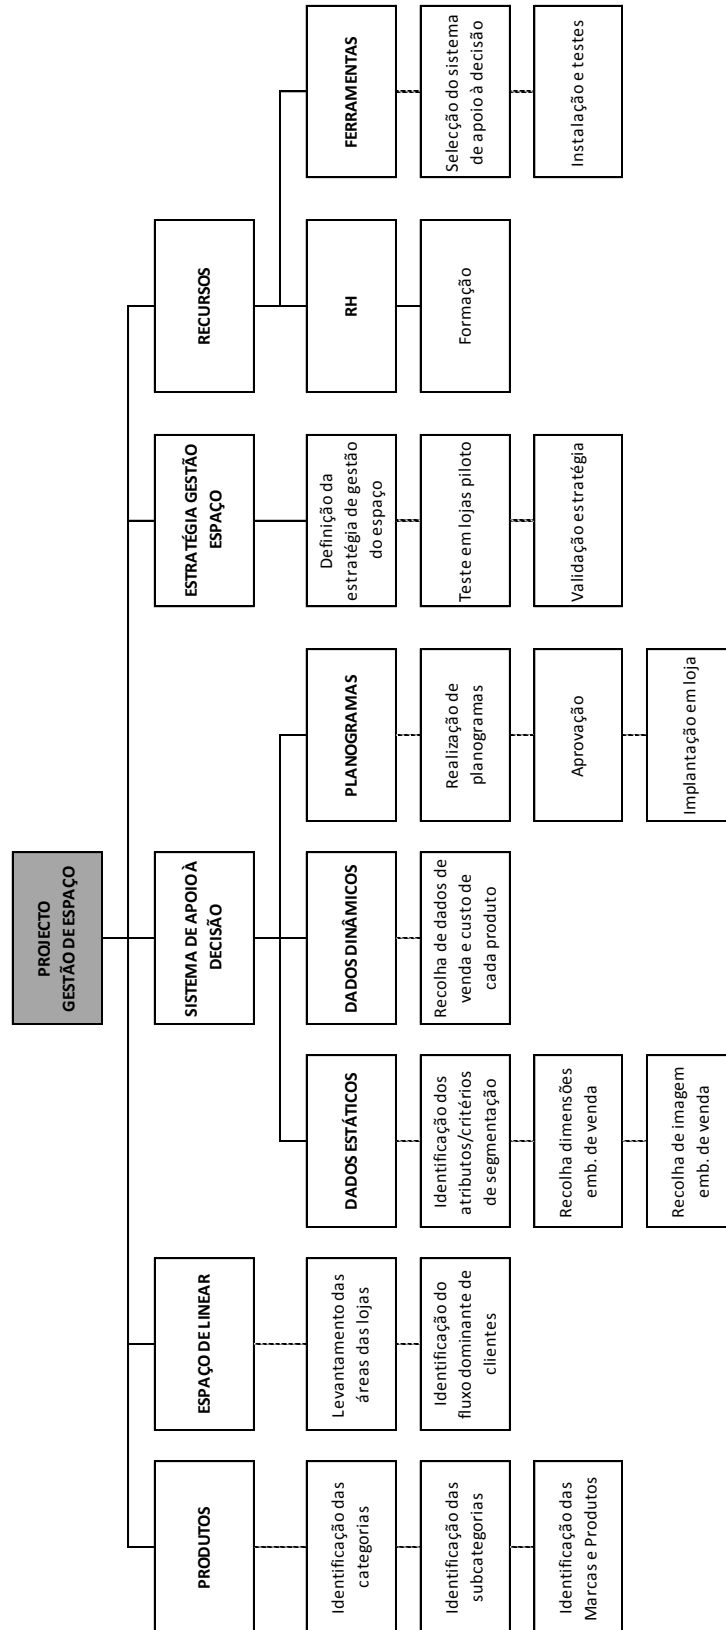 PROJECTO
GESTÃO DE ESPAÇO
PRODUTOS
Identificação das
categorias
Identificação das
subcategorias
Identificação das
Marcas e Produtos
ESPAÇO DE LINEAR
Levantamento das
áreas das lojas
Identificação do
fluxo dominante de
clientes
SISTEMA DE APOIO À
DECISÃO
DADOS ESTÁTICOS
Identificação dos
atributos/critérios
de segmentação
Recolha dimensões
emb. de venda
Recolha de imagem
emb. de venda
DADOS DINÂMICOS
Recolha de dados de
venda e custo de
cada produto
PLANOGRAMAS
Realização de
planogramas
Aprovação
Implantação em loja
ESTRATÉGIA GESTÃO
ESPAÇO
Definição da
estratégia de gestão
do espaço
Teste em lojas piloto
Validação estratégia
RECURSOS
RH
Formação
FERRAMENTAS
Selecção do sistema
de apoio à decisão
Instalação e testes